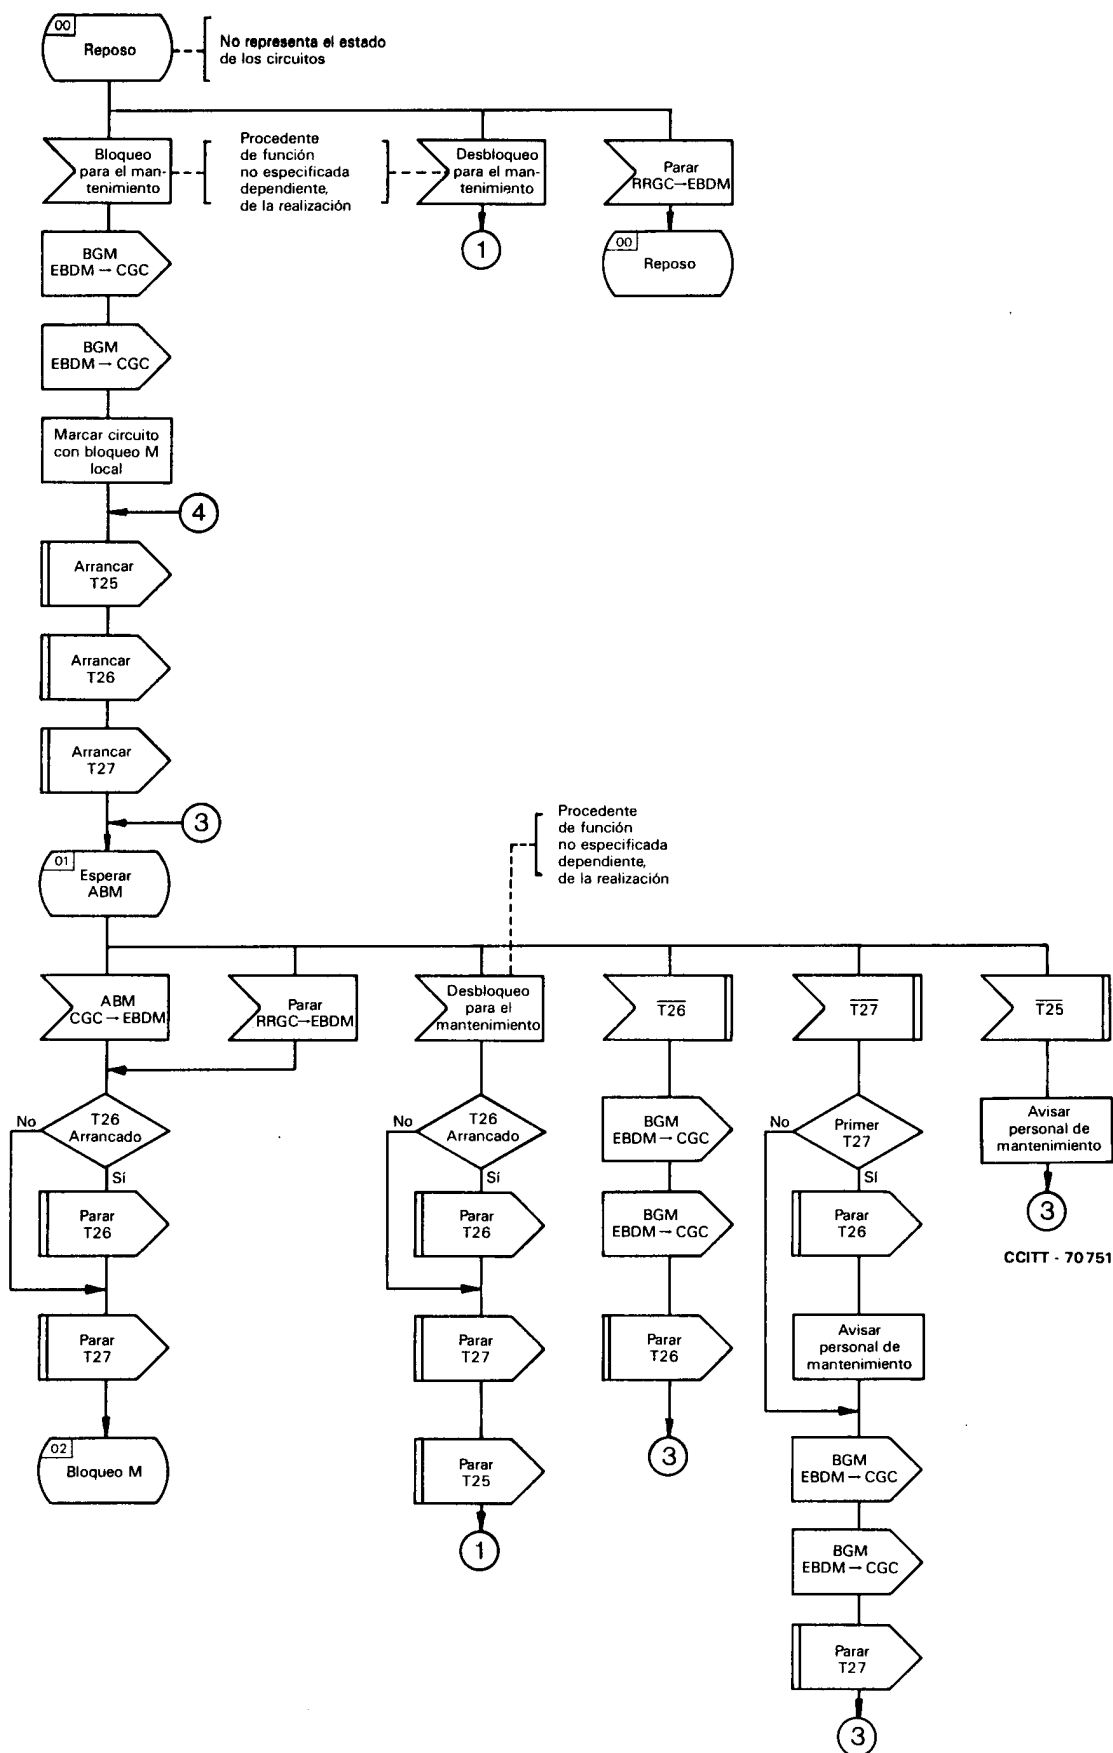 00
Reposo
No representa el estado
de los circuitos
Bloqueo
para el man-
tenimiento
Procedente
de función
no especificada
dependiente,
de la realización
Desbloqueo
para el man-
tenimiento
Parar
RRGC→EBDM
1
00
Reposo
BGM
EBDM → CGC
BGM
EBDM → CGC
Marcar circuito
con bloqueo M
local
4
Arrancar
T25
Arrancar
T26
Arrancar
T27
3
Procedente
de función
no especificada
dependiente,
de la realización
01
Esperar
ABM
ABM
CGC → EBDM
Parar
RRGC→EBDM
Desbloqueo
para el
mantenimiento
T26
T27
T25
No
T26
Arrancado
Sí
No
T26
Arrancado
Sí
BGM
EBDM → CGC
No
Primer
T27
Sí
Avisar
personal de
mantenimiento
3
Parar
T26
Parar
T26
BGM
EBDM → CGC
Parar
T26
CCITT - 70 751
Parar
T27
Parar
T27
Parar
T26
Avisar
personal de
mantenimiento
02
Bloqueo M
Parar
T25
3
BGM
EBDM → CGC
1
BGM
EBDM → CGC
Parar
T27
3